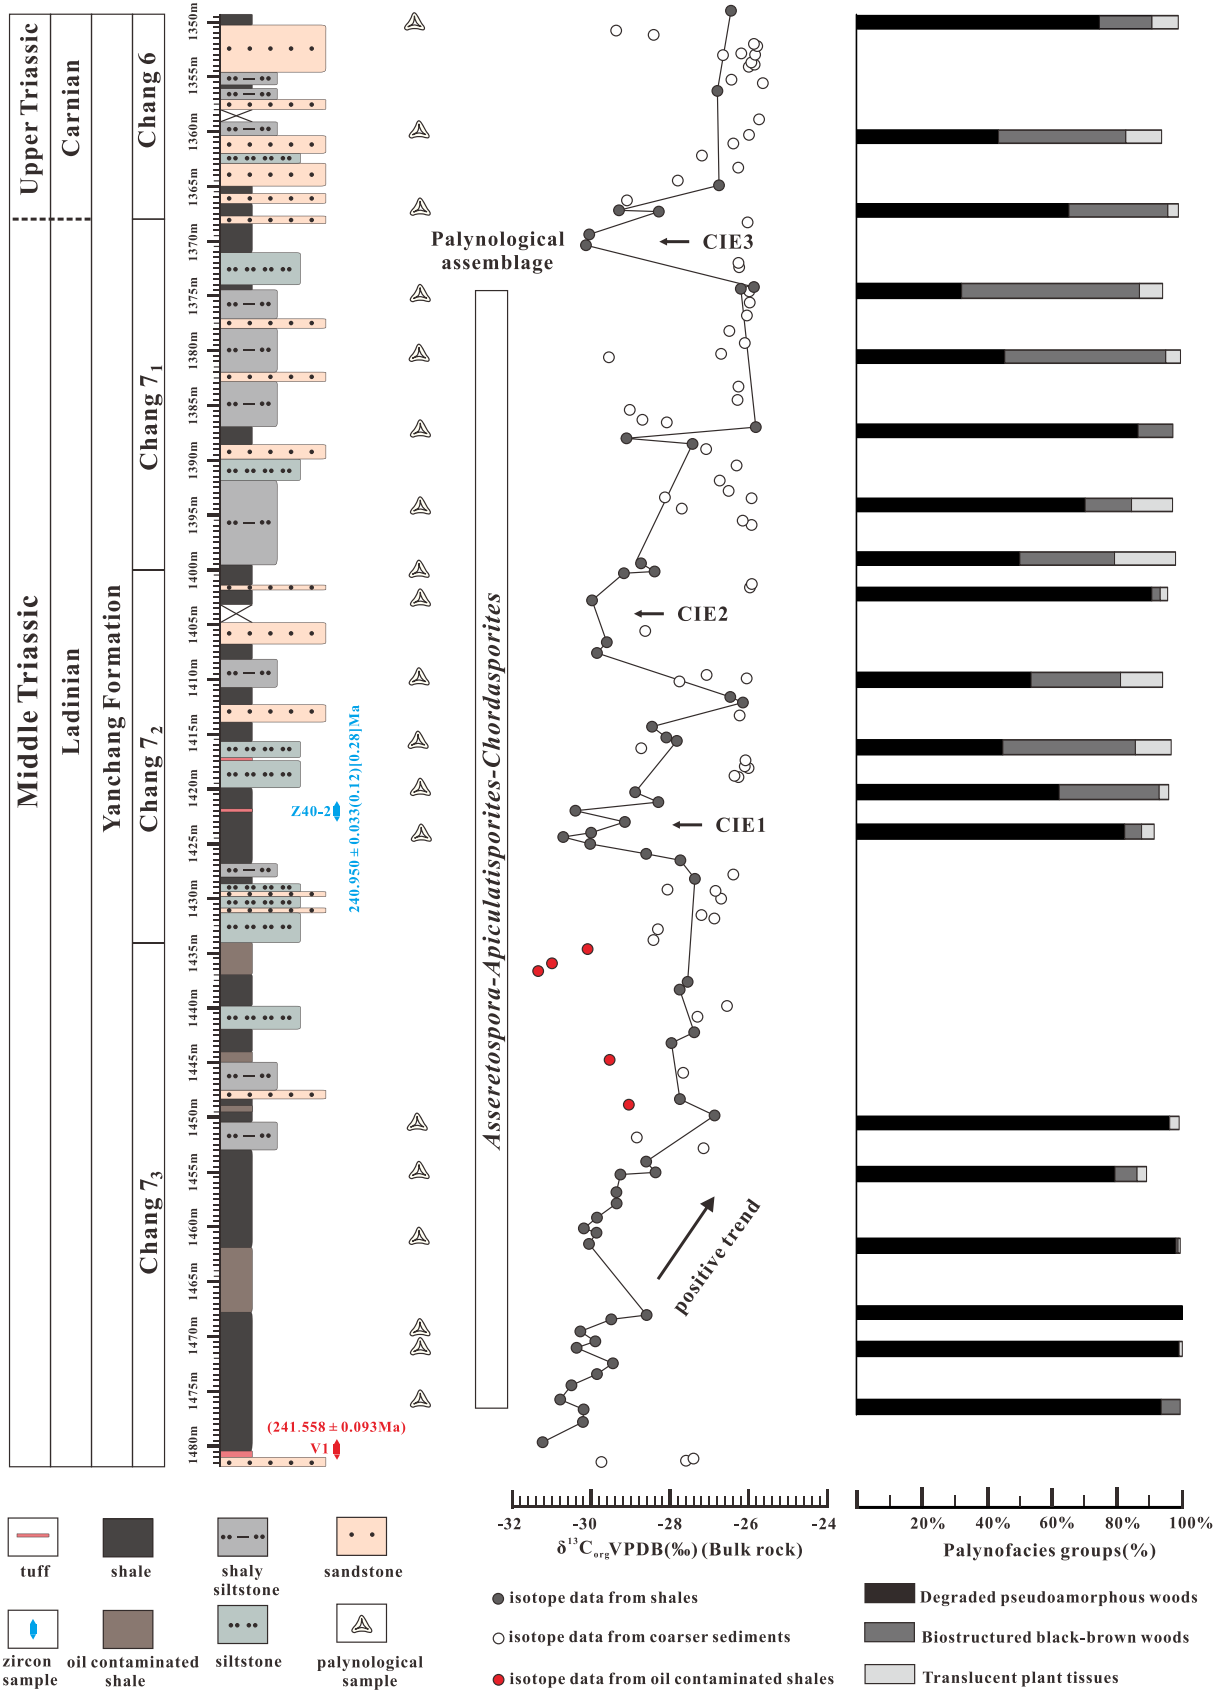 Upper Triassic
Carnian
Chang 6
Middle Triassic
Ladinian
Yanchang Formation
Chang 7₁
Chang 7₂
Chang 7₃
1350m
1355m
1360m
1365m
1370m
1375m
1380m
1385m
1390m
1395m
1400m
1405m
1410m
1415m
1420m
1425m
1430m
1435m
1440m
1445m
1450m
1455m
1460m
1465m
1470m
1475m
1480m
Z40-2
240.950 ± 0.033(0.12)[0.28]Ma
(241.558 ± 0.093Ma)
V1
Palynological
assemblage
Asseretospora-Apiculatisporites-Chordasporites
CIE3
CIE2
CIE1
positive trend
-32 -30 -28 -26 -24
δ¹³CorgVPDB(‰) (Bulk rock)
20% 40% 60% 80% 100%
Palynofacies groups(%)
tuff
shale
shaly
siltstone
sandstone
zircon
sample
oil contaminated
shale
siltstone
palynological
sample
isotope data from shales
isotope data from coarser sediments
isotope data from oil contaminated shales
Degraded pseudoamorphous woods
Biostructured black-brown woods
Translucent plant tissues